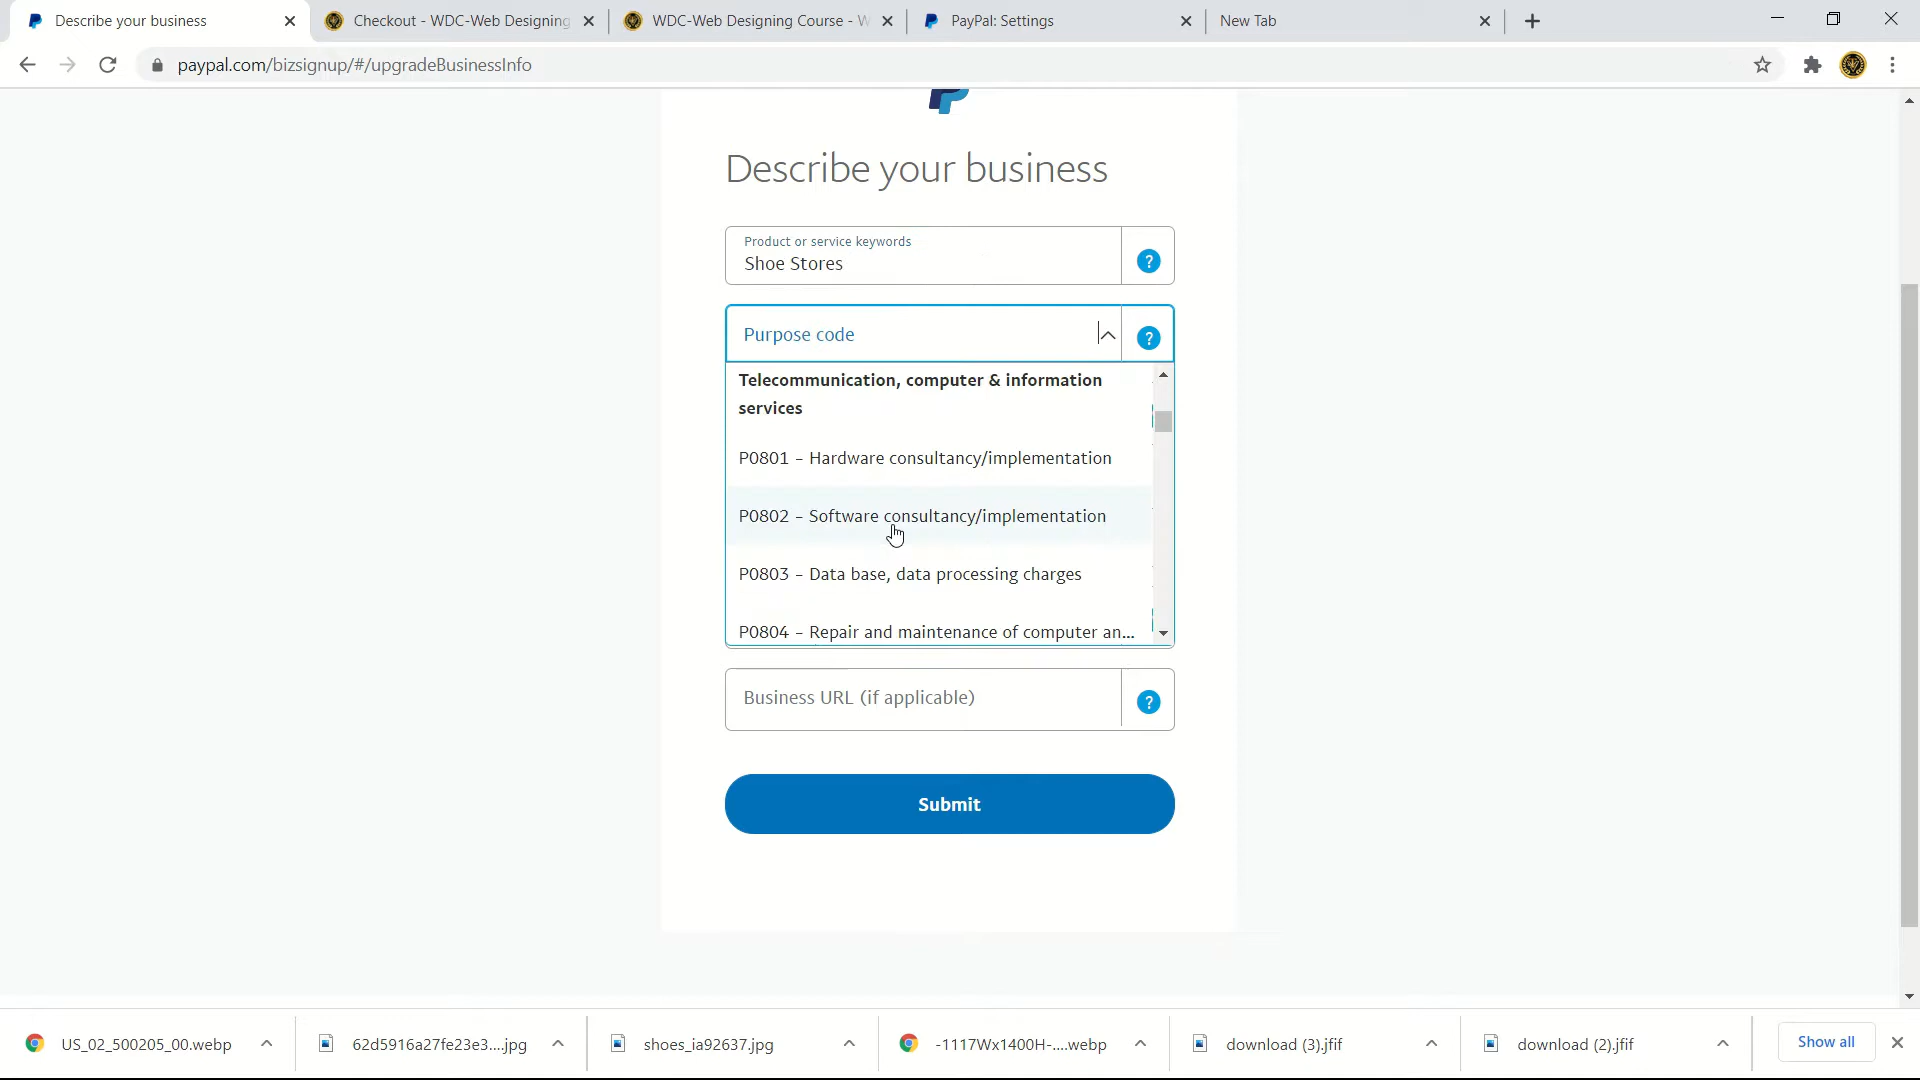 Describe your business
Checkout - WDC-Web Designing
WDC-Web Designing Course - W
PayPal: Settings
New Tab
paypal.com/bizsignup/#/upgradeBusinessInfo
Describe your business
Product or service keywords
Shoe Stores
?
Purpose code
?
Telecommunication, computer & information
services
P0801 - Hardware consultancy/implementation
P0802 - Software consultancy/implementation
P0803 - Data base, data processing charges
P0804 - Repair and maintenance of computer an...
Business URL (if applicable)
?
Submit
US_02_500205_00.webp
62d5916a27fe23e3....jpg
shoes_ia92637.jpg
-1117Wx1400H-....webp
download (3).jfif
download (2).jfif
Show all